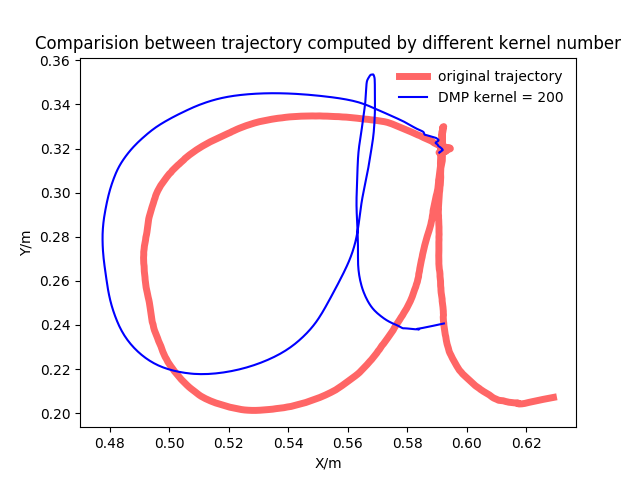 Comparision between trajectory computed by different kernel number
original trajectory
DMP kernel = 200
0.36
0.34
0.32
0.30
0.28
0.26
0.24
0.22
0.20
Y/m
0.48 0.50 0.52 0.54 0.56 0.58 0.60 0.62
X/m